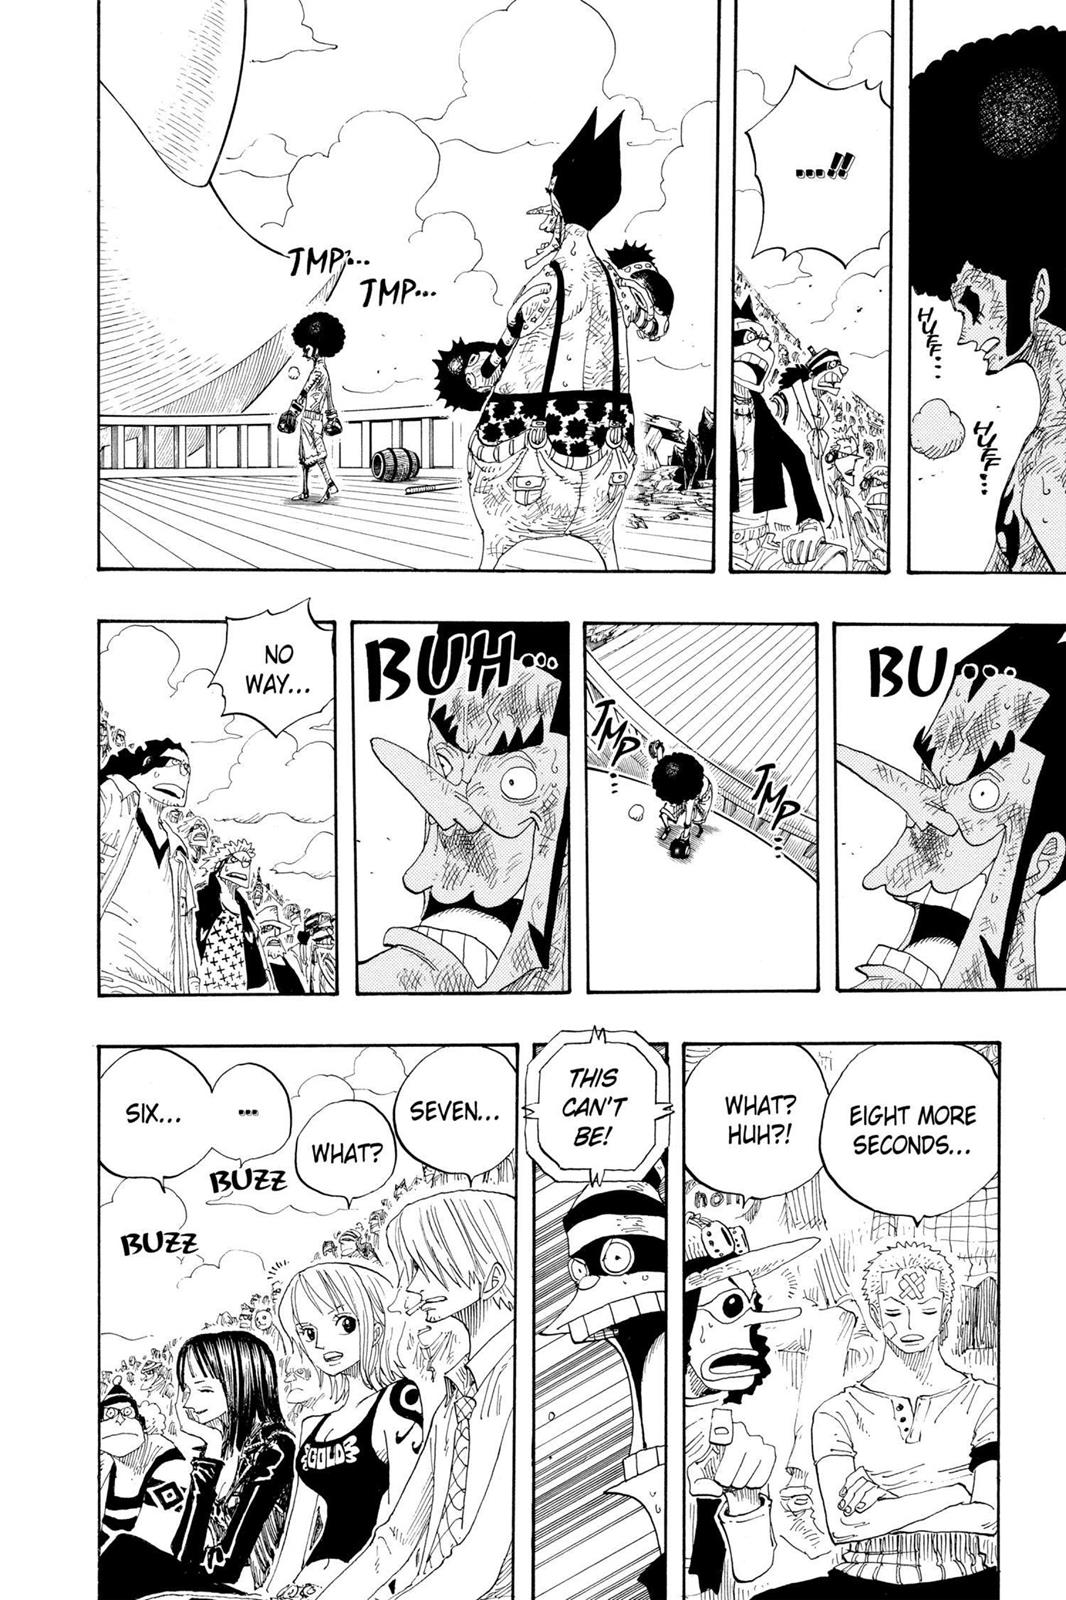 ...!!
HUFF...
HUFF...
TMP...
TMP...
BU...
TMP
TMP
BUH...
NO
WAY...
EIGHT MORE
SECONDS...
WHAT?
HUH?!
THIS
CAN'T
BE!
SEVEN...
WHAT?
...
SIX...
BUZZ
BUZZ
GOLD